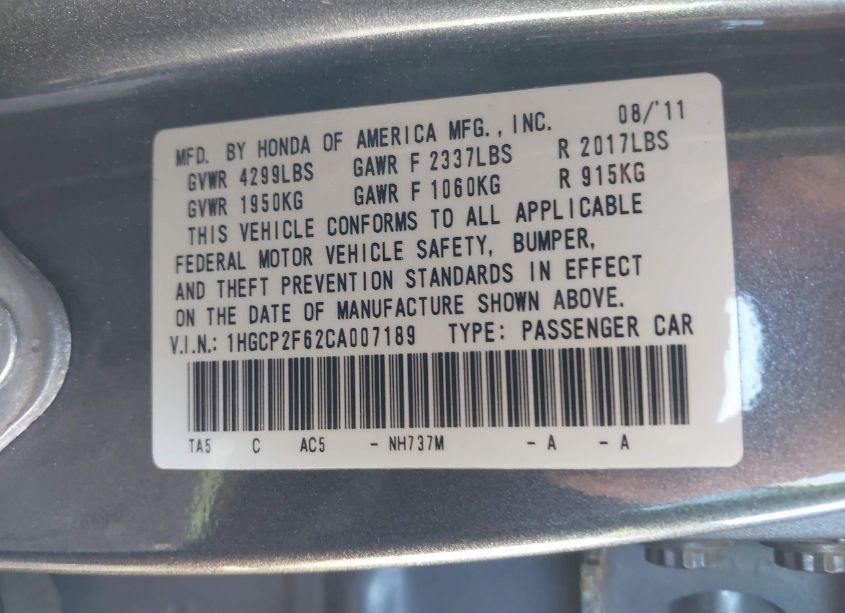 MFD. BY HONDA OF AMERICA MFG., INC. 08/'11
GVWR 4299LBS GAWR F 2337LBS R 2017LBS
GVWR 1950KG GAWR F 1060KG R 915KG
THIS VEHICLE CONFORMS TO ALL APPLICABLE
FEDERAL MOTOR VEHICLE SAFETY, BUMPER,
AND THEFT PREVENTION STANDARDS IN EFFECT
ON THE DATE OF MANUFACTURE SHOWN ABOVE.
V.I.N.: 1HGCP2F62CA007189 TYPE: PASSENGER CAR
TA5 C AC5 - NH737M - A - A